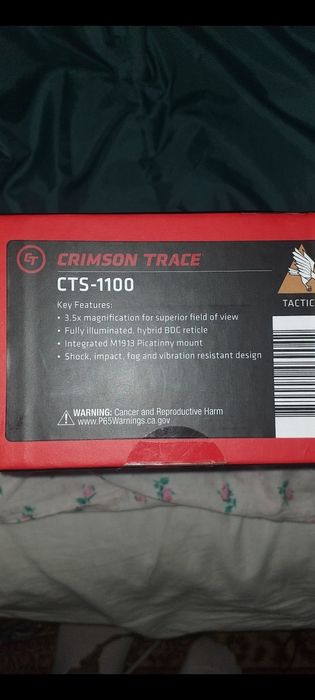 CT CRIMSON TRACE
CTS-1100
Key Features:
• 3.5x magnification for superior field of view
• Fully illuminated, hybrid BDC reticle
• Integrated M1913 Picatinny mount
• Shock, impact, fog and vibration resistant design
WARNING: Cancer and Reproductive Harm
www.P65Warnings.ca.gov
TACTIC